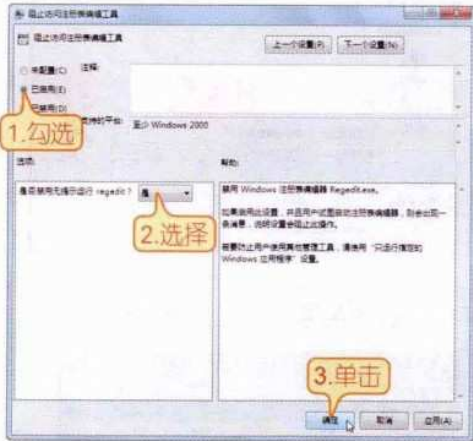 阻止访问注册表编辑工具
阻止访问注册表编辑工具
上一个设置(P)
下一个设置(N)
未配置(C)
注释:
已启用(E)
已禁用(D)
1.勾选
支持的平台:
至少 Windows 2000
选项:
帮助:
是否禁用无提示运行 regedit？
是
2.选择
禁用 Windows 注册表编辑器 Regedit.exe。
如果启用此设置，并且用户试图启动注册表编辑器，则会出现一
条消息，说明设置会阻止此操作。
若要防止用户使用其他管理工具，请使用“只运行指定的
Windows 应用程序”设置。
3.单击
确定
取消
应用(A)